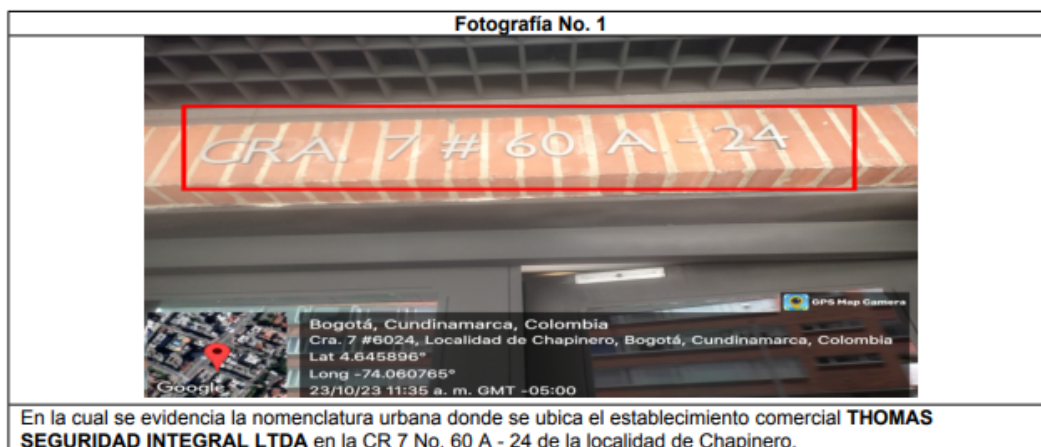 Fotografía No. 1
CRA. 7 # 60 A - 24
GPS Map Camera
Bogotá, Cundinamarca, Colombia
Cra. 7 #6024, Localidad de Chapinero, Bogotá, Cundinamarca, Colombia
Lat 4.645896°
Long -74.060765°
Google
23/10/23 11:35 a. m. GMT -05:00
En la cual se evidencia la nomenclatura urbana donde se ubica el establecimiento comercial THOMAS
SEGURIDAD INTEGRAL LTDA en la CR 7 No. 60 A - 24 de la localidad de Chapinero.